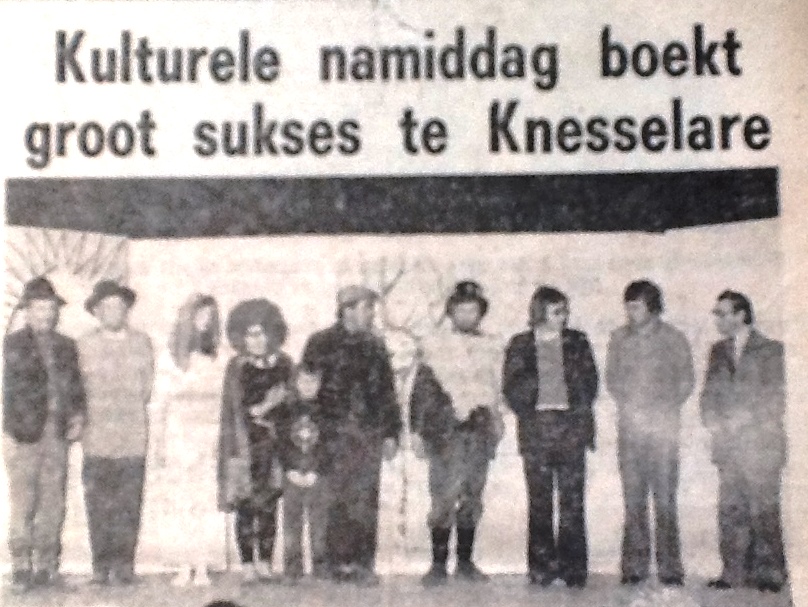 Kulturele namiddag boekt
groot sukses te Knesselare